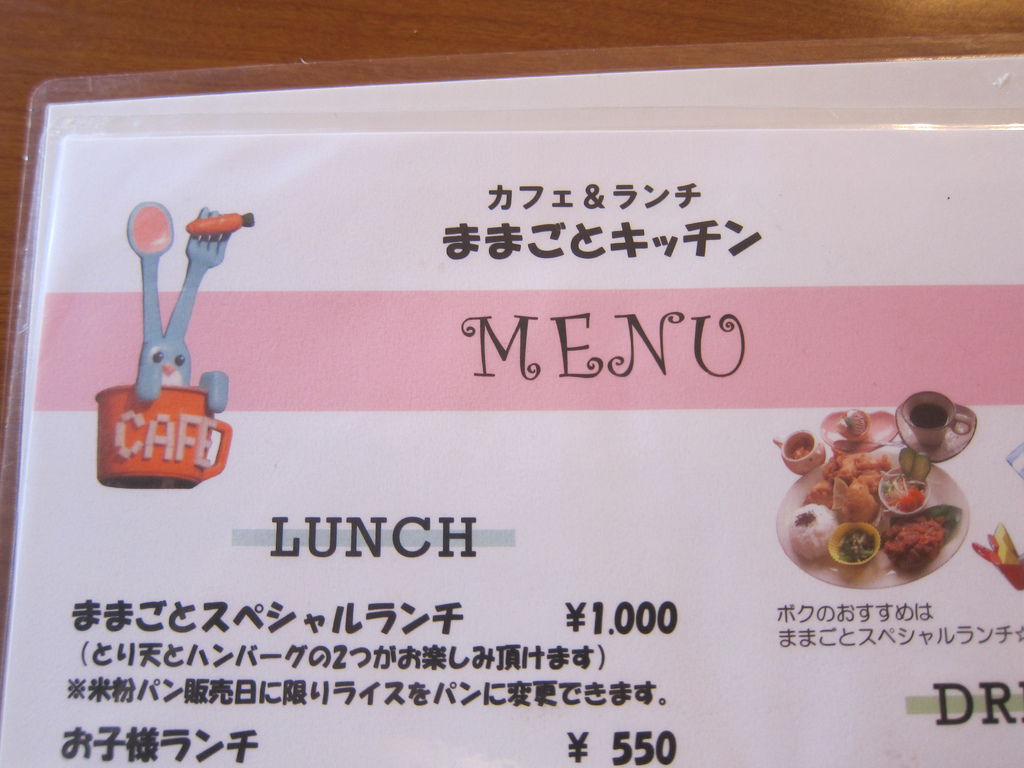 カフェ＆ランチ
ままごとキッチン
MENU
CAFE
LUNCH
ままごとスペシャルランチ ¥1.000
（とり天とハンバーグの2つがお楽しみ頂けます）
※米粉パン販売日に限りライスをパンに変更できます。
お子様ランチ ¥ 550
ボクのおすすめは
ままごとスペシャルランチ☆